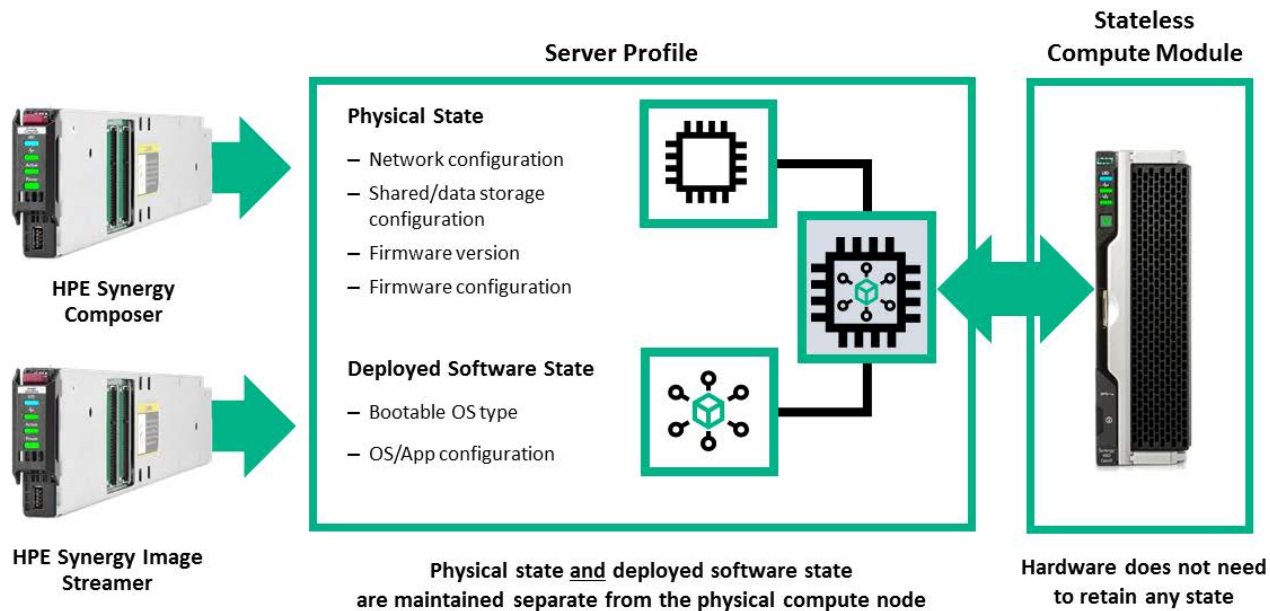 Server Profile
Stateless
Compute Module
HPE Synergy
Composer
Physical State
– Network configuration
– Shared/data storage
configuration
– Firmware version
– Firmware configuration
Deployed Software State
– Bootable OS type
– OS/App configuration
HPE Synergy Image
Streamer
Physical state and deployed software state
are maintained separate from the physical compute node
Hardware does not need
to retain any state